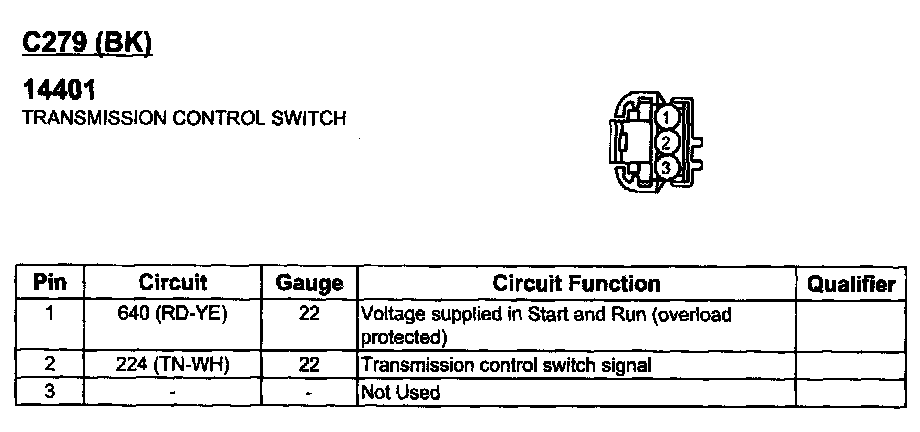 C279 (BK)
14401
TRANSMISSION CONTROL SWITCH
1
2
3
Pin Circuit Gauge Circuit Function Qualifier
1 640 (RD-YE) 22 Voltage supplied in Start and Run (overload
protected)
2 224 (TN-WH) 22 Transmission control switch signal
3 - - Not Used